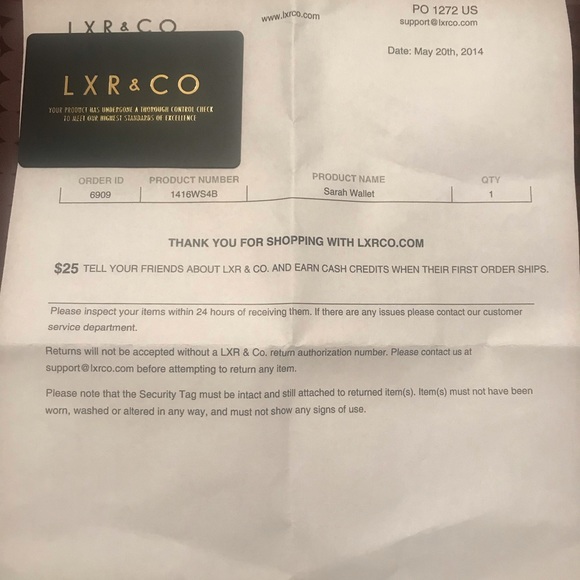 LXR&CO
www.lxrco.com
PO 1272 US
support@lxrco.com
Date: May 20th, 2014
LXR&CO
YOUR PRODUCT HAS UNDERGONE A THOROUGH CONTROL CHECK
TO MEET OUR HIGHEST STANDARDS OF EXCELLENCE
ORDER ID PRODUCT NUMBER PRODUCT NAME QTY
6909 1416WS4B Sarah Wallet 1
THANK YOU FOR SHOPPING WITH LXRCO.COM
$25 TELL YOUR FRIENDS ABOUT LXR & CO. AND EARN CASH CREDITS WHEN THEIR FIRST ORDER SHIPS.
Please inspect your items within 24 hours of receiving them. If there are any issues please contact our customer
service department.
Returns will not be accepted without a LXR & Co. return authorization number. Please contact us at
support@lxrco.com before attempting to return any item.
Please note that the Security Tag must be intact and still attached to returned item(s). Item(s) must not have been
worn, washed or altered in any way, and must not show any signs of use.